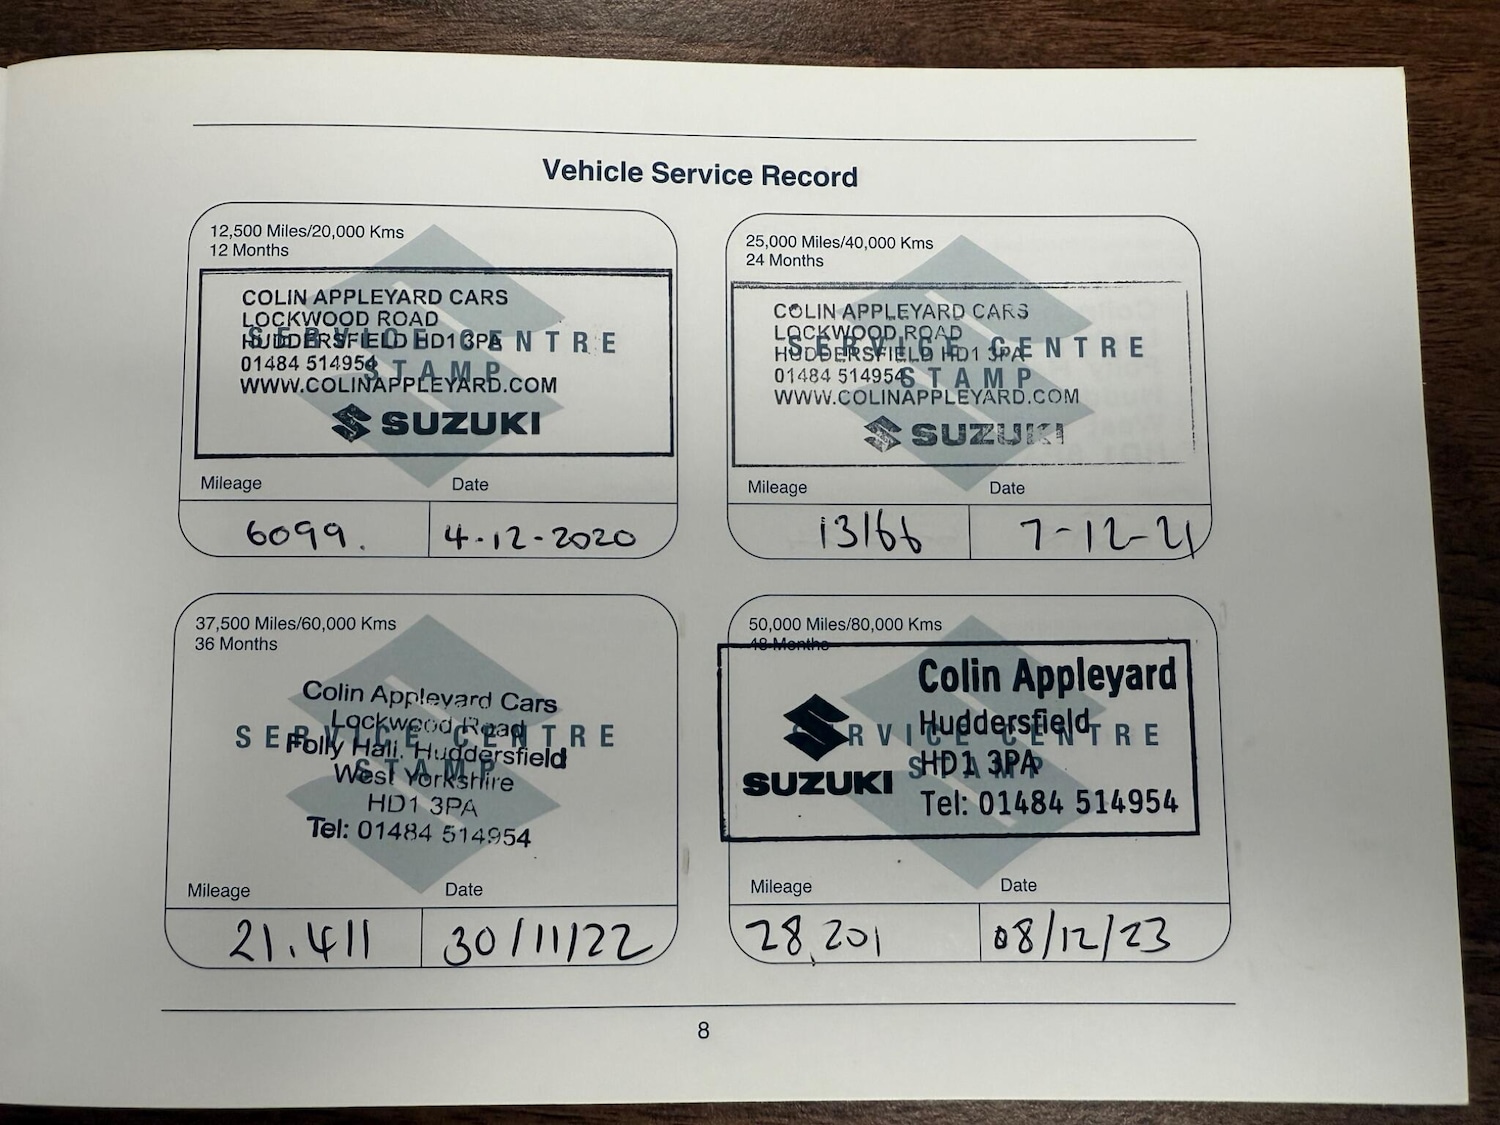 Vehicle Service Record
12,500 Miles/20,000 Kms
12 Months
SERVICE CENTRE
STAMP
COLIN APPLEYARD CARS
LOCKWOOD ROAD
HUDDERSFIELD HD1 3PA
01484 514954
WWW.COLINAPPLEYARD.COM
SUZUKI
Mileage Date
6099. 4-12-2020
25,000 Miles/40,000 Kms
24 Months
SERVICE CENTRE
STAMP
COLIN APPLEYARD CARS
LOCKWOOD ROAD
HUDDERSFIELD HD1 3PA
01484 514954
WWW.COLINAPPLEYARD.COM
SUZUKI
Mileage Date
13166 7-12-21
37,500 Miles/60,000 Kms
36 Months
SERVICE CENTRE
STAMP
Colin Appleyard Cars
Lockwood Road
Folly Hall, Huddersfield
West Yorkshire
HD1 3PA
Tel: 01484 514954
Mileage Date
21.411 30/11/22
50,000 Miles/80,000 Kms
48 Months
SERVICE CENTRE
STAMP
SUZUKI
Colin Appleyard
Huddersfield
HD1 3PA
Tel: 01484 514954
Mileage Date
28,201 08/12/23
8